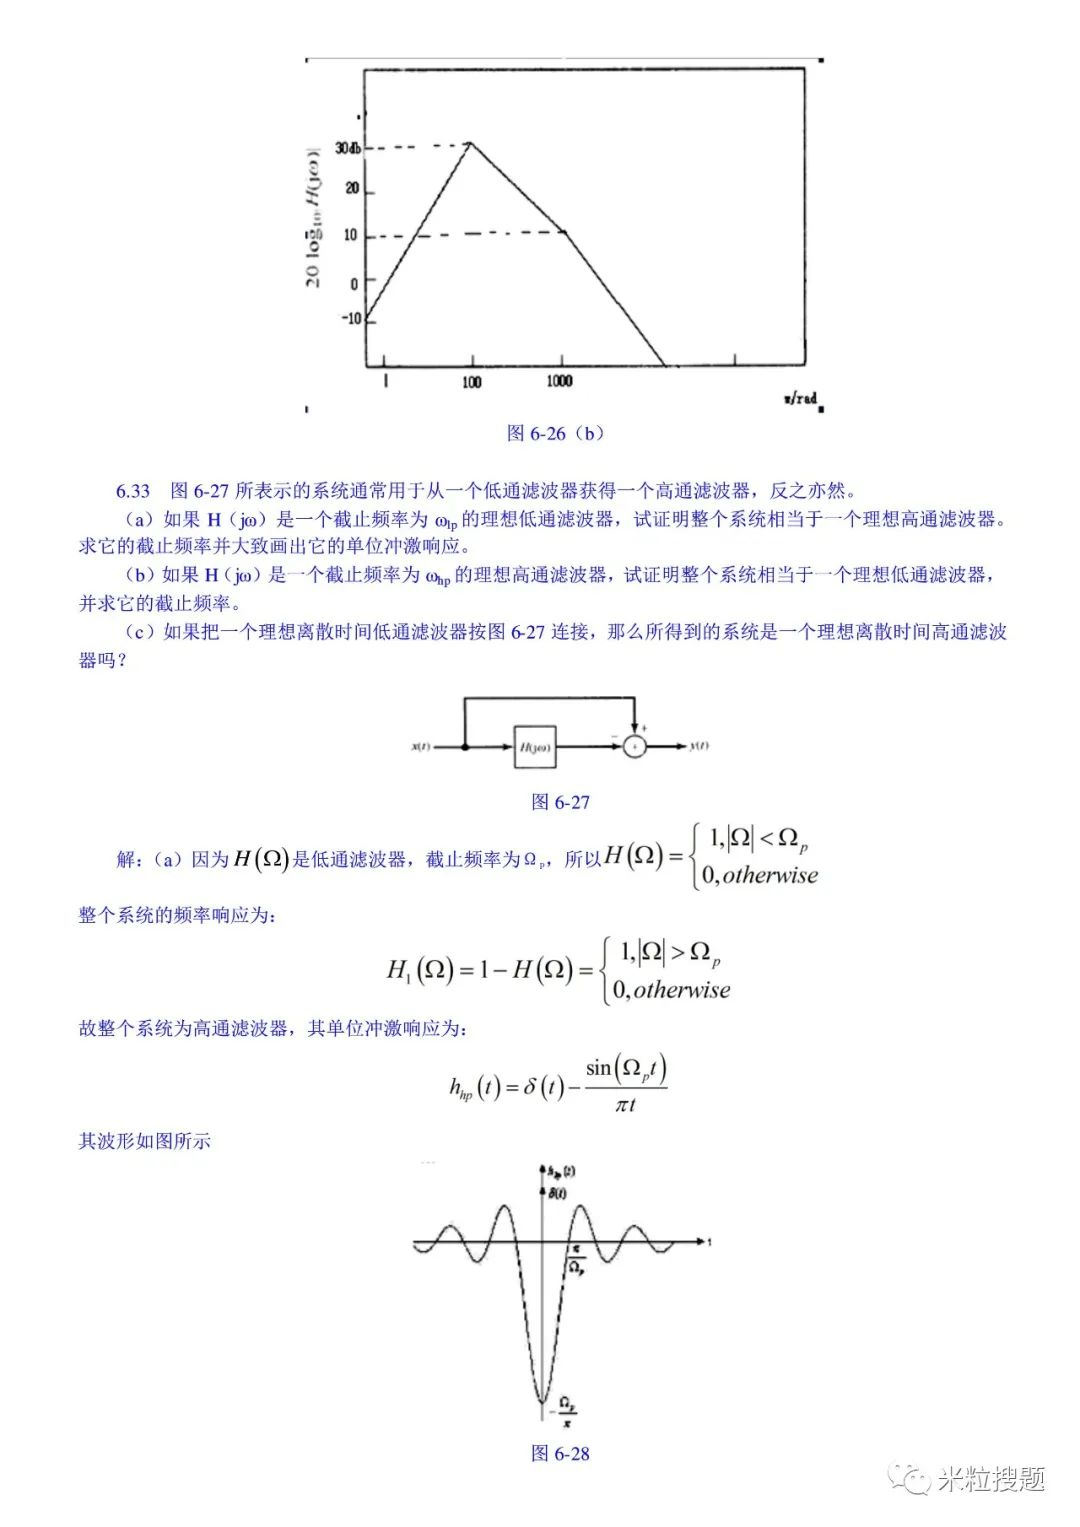 20 log10|H(jω)|
30db
20
10
0
-10
1
100
1000
w/rad
图 6-26（b）
6.33 图 6-27 所表示的系统通常用于从一个低通滤波器获得一个高通滤波器，反之亦然。
（a）如果 H（jω）是一个截止频率为 ωlp 的理想低通滤波器，试证明整个系统相当于一个理想高通滤波器。
求它的截止频率并大致画出它的单位冲激响应。
（b）如果 H（jω）是一个截止频率为 ωhp 的理想高通滤波器，试证明整个系统相当于一个理想低通滤波器，
并求它的截止频率。
（c）如果把一个理想离散时间低通滤波器按图 6-27 连接，那么所得到的系统是一个理想离散时间高通滤波
器吗？
x(t) H(jω) − + + y(t)
图 6-27
解：（a）因为 H(Ω) 是低通滤波器，截止频率为 Ωp，所以 H(Ω) = { 1, |Ω| < Ωp
0, otherwise
整个系统的频率响应为：
H1(Ω) = 1 − H(Ω) = { 1, |Ω| > Ωp
0, otherwise
故整个系统为高通滤波器，其单位冲激响应为：
hhp(t) = δ(t) − sin(Ωpt)/πt
其波形如图所示
hhp(t)
δ(t)
t
π/Ωp
−Ωp/π
图 6-28
米粒搜题